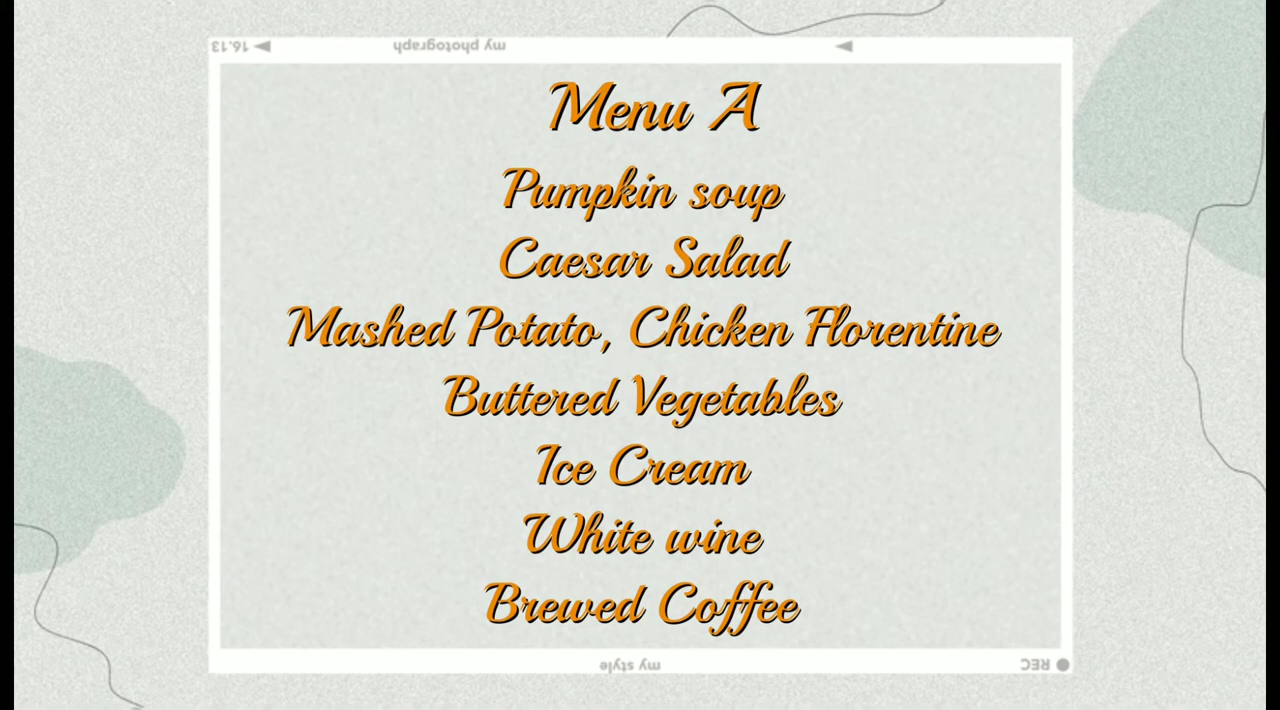 16.13 ◀ my photograph ◀
Menu A
Pumpkin soup
Caesar Salad
Mashed Potato, Chicken Florentine
Buttered Vegetables
Ice Cream
White wine
Brewed Coffee
my style REC